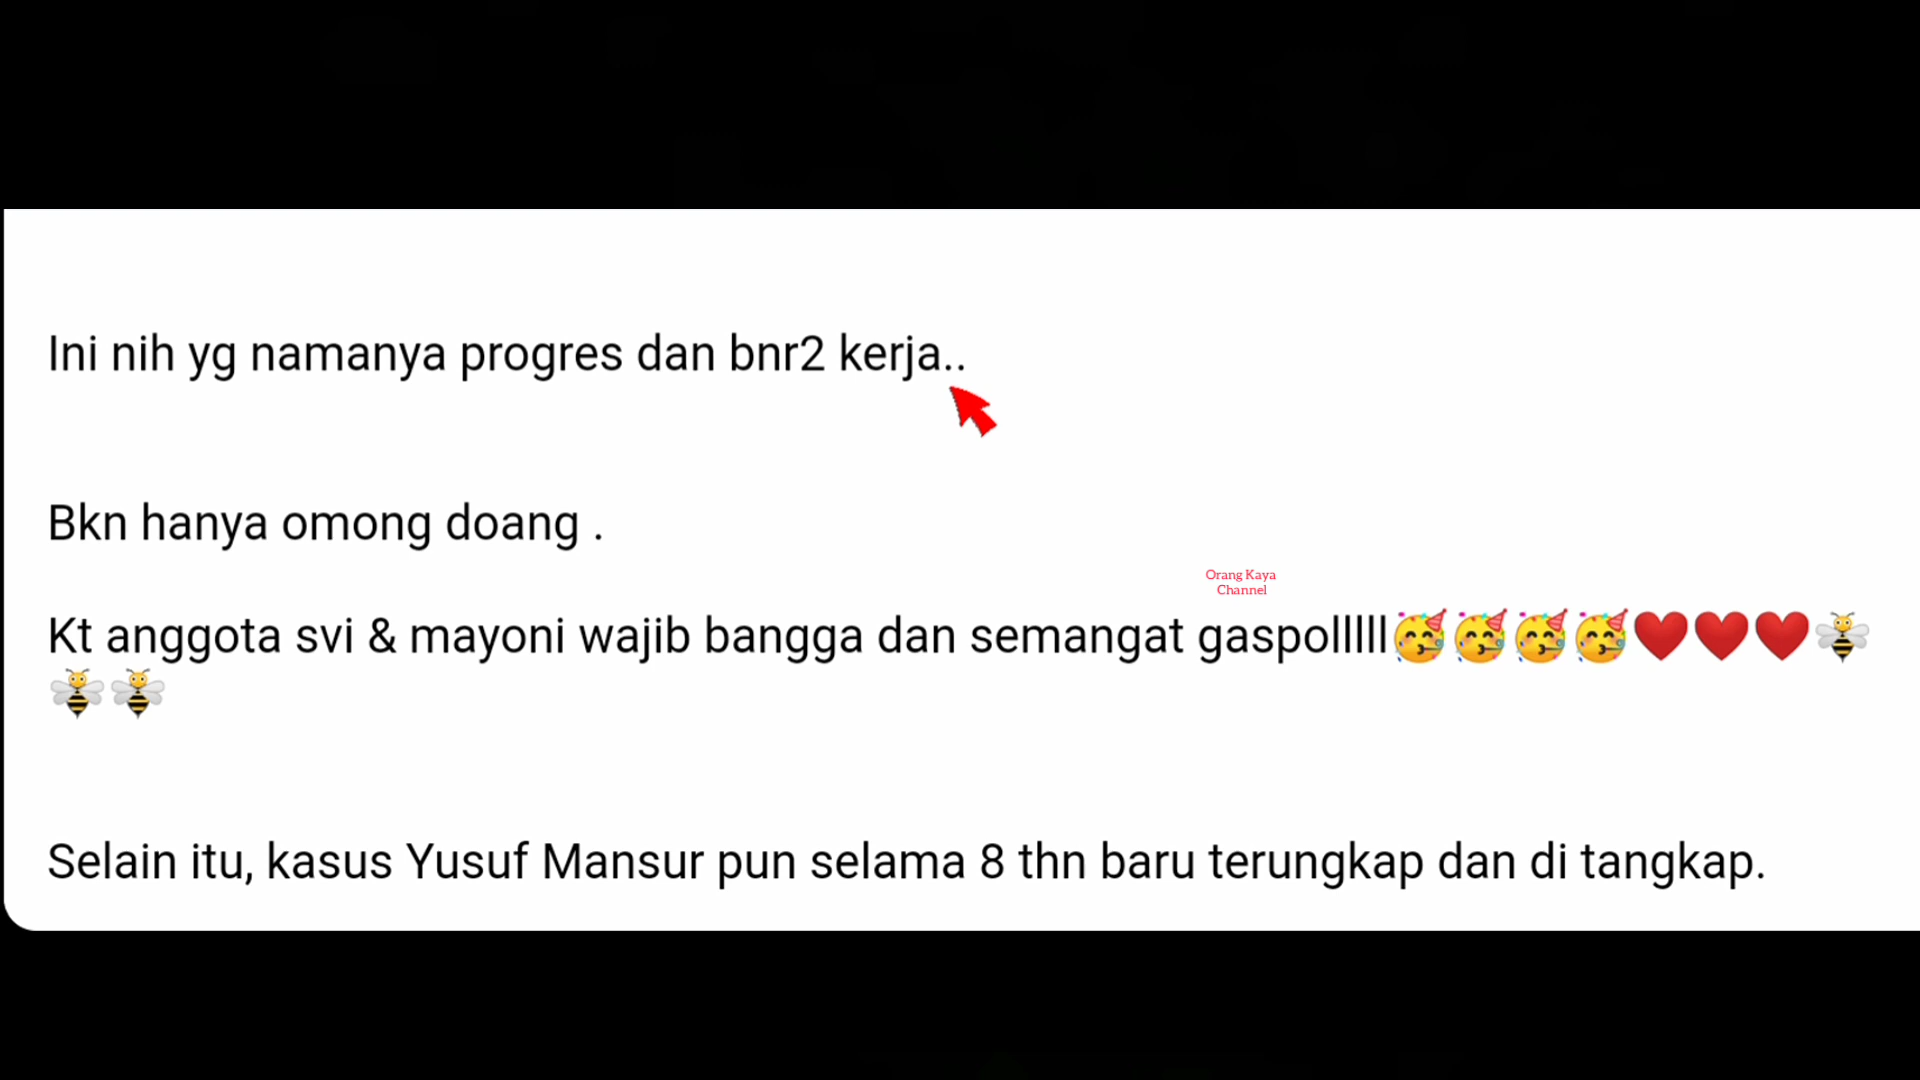 Ini nih yg namanya progres dan bnr2 kerja..
Bkn hanya omong doang .
Orang Kaya
Channel
Kt anggota svi & mayoni wajib bangga dan semangat gaspolllll🥳🥳🥳🥳❤️❤️❤️🐝
🐝🐝
Selain itu, kasus Yusuf Mansur pun selama 8 thn baru terungkap dan di tangkap.